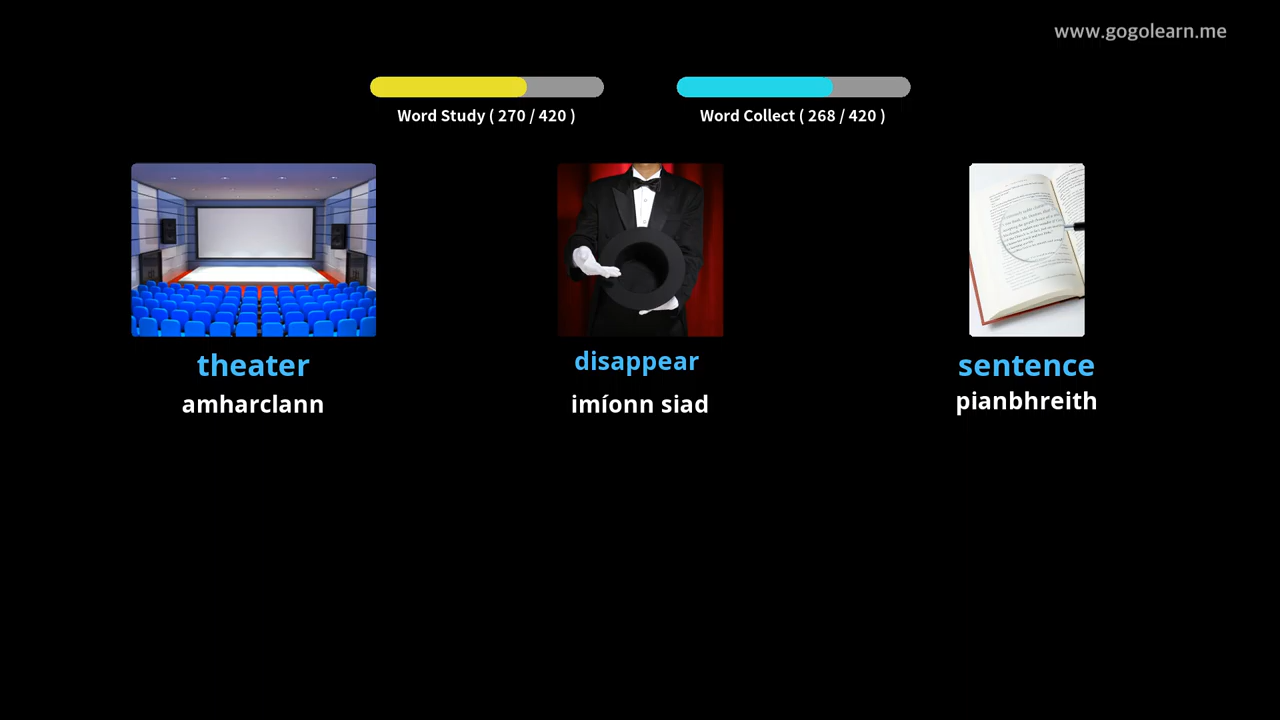 www.gogolearn.me
Word Study ( 270 / 420 )
Word Collect ( 268 / 420 )
theater
disappear
sentence
amharclann
imíonn siad
pianbhreith